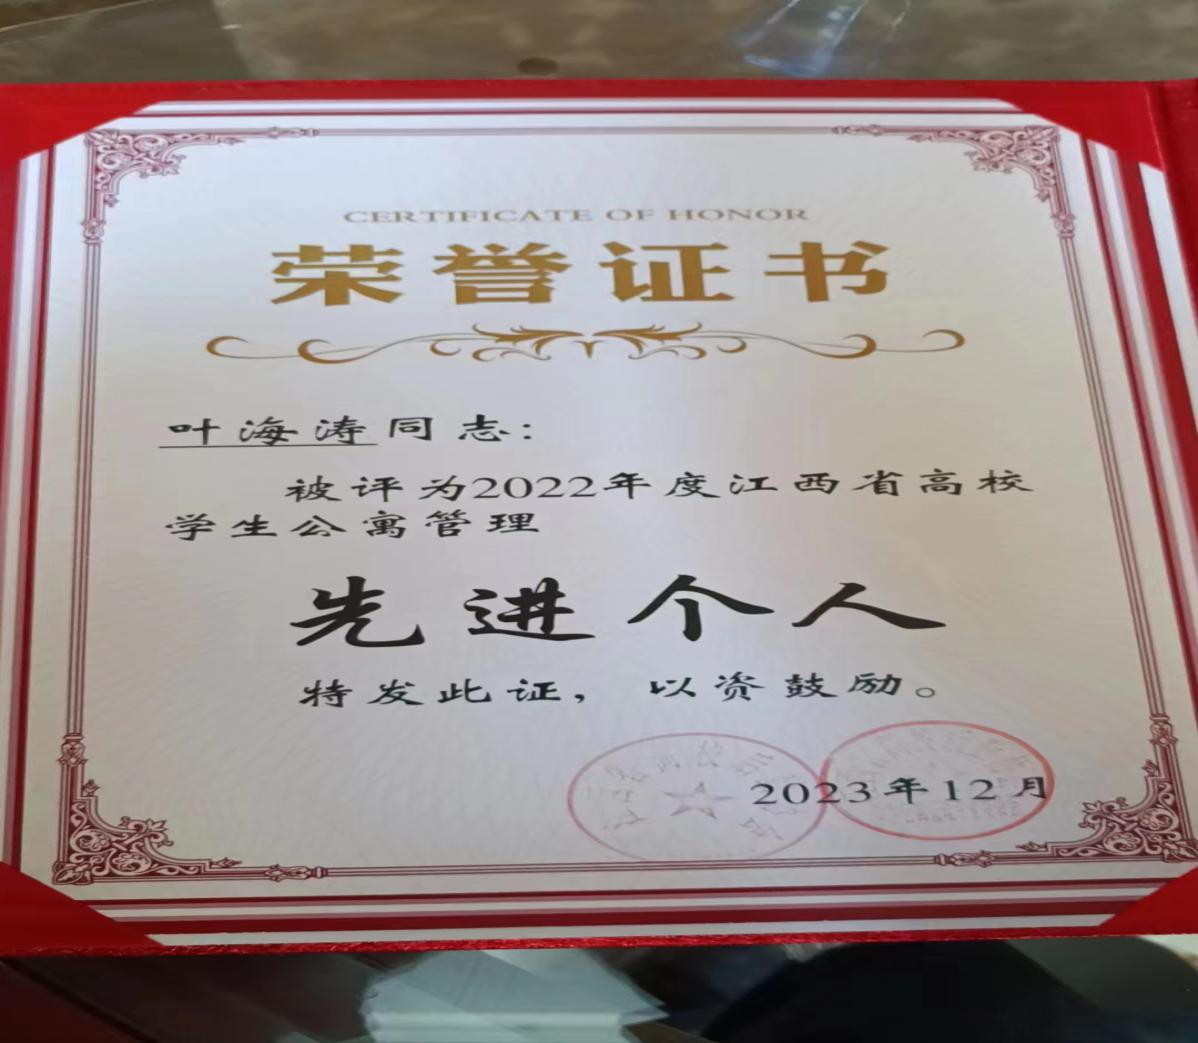 CERTIFICATE OF HONOR
荣誉证书
叶海涛同志：
被评为2022年度江西省高校
学生公寓管理
先进个人
特发此证，以资鼓励。
2023年12月